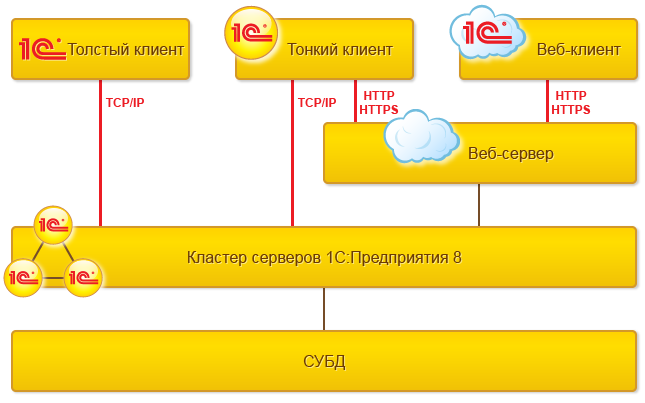 1С Толстый клиент
1С Тонкий клиент
1С Веб-клиент
TCP/IP
TCP/IP
HTTP
HTTPS
HTTP
HTTPS
Веб-сервер
1С
1С
1С
Кластер серверов 1С:Предприятия 8
СУБД